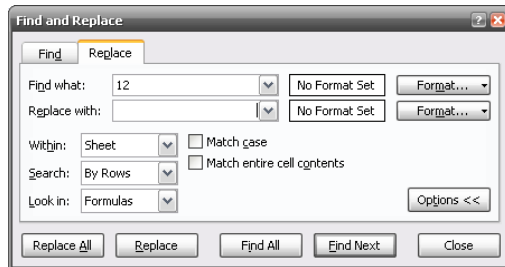 Find and Replace
Find Replace
Find what: 12 No Format Set Format...
Replace with: No Format Set Format...
Within: Sheet Match case
Search: By Rows Match entire cell contents
Look in: Formulas Options <<
Replace All Replace Find All Find Next Close